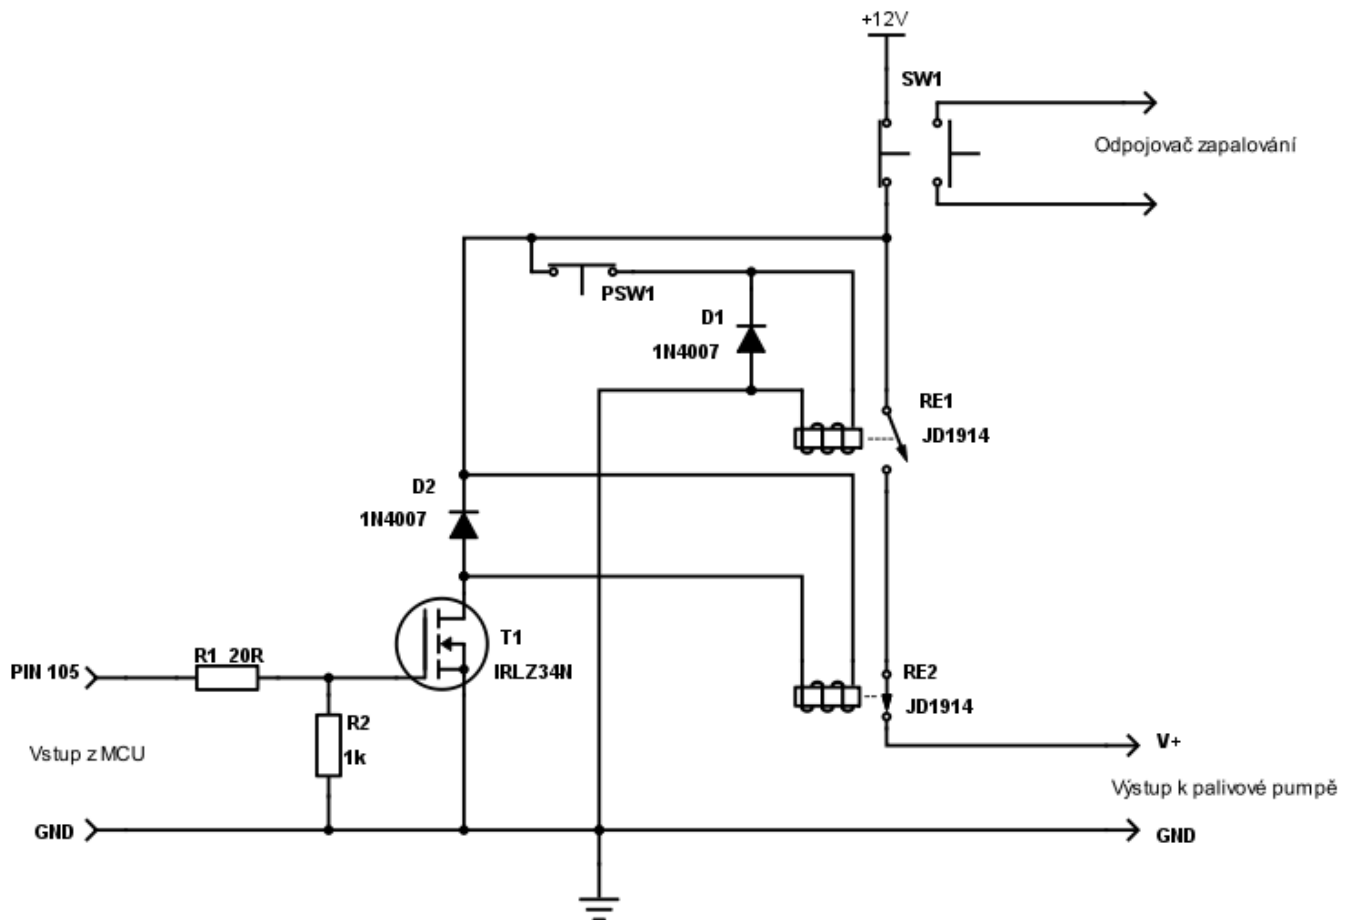 +12V
SW1
Odpojovač zapalování
PSW1
D1
1N4007
RE1
JD1914
D2
1N4007
T1
IRLZ34N
R1 20R
PIN 105
RE2
JD1914
R2
1k
V+
Vstup z MCU
Výstup k palivové pumpě
GND
GND